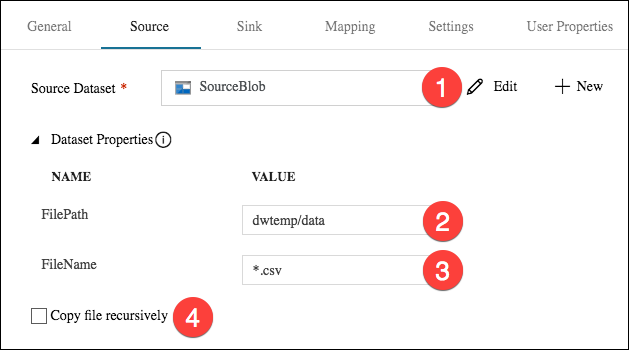 General Source Sink Mapping Settings User Properties
Source Dataset * SourceBlob 1 Edit + New
Dataset Properties i
NAME VALUE
FilePath dwtemp/data 2
FileName *.csv 3
Copy file recursively 4